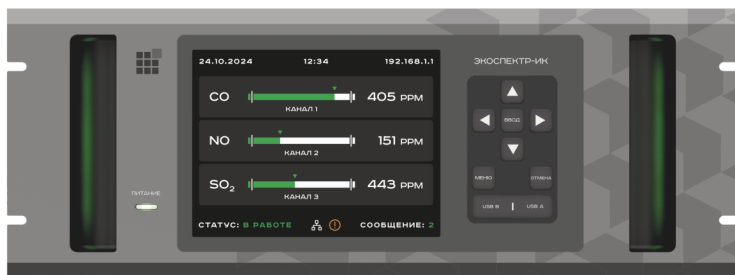 24.10.2024 12:34 192.168.1.1
CO 405 PPM
КАНАЛ 1
NO 151 PPM
КАНАЛ 2
SO₂ 443 PPM
КАНАЛ 3
СТАТУС: В РАБОТЕ СООБЩЕНИЕ: 2
ПИТАНИЕ
ЭКОСПЕКТР-ИК
ВВОД
МЕНЮ ОТМЕНА
USB B USB A